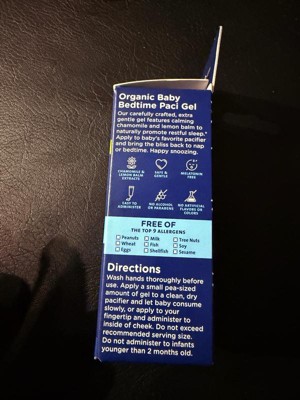 Organic Baby
Bedtime Paci Gel
Our carefully crafted, extra
gentle gel features calming
chamomile and lemon balm to
naturally promote restful sleep.*
Apply to baby's favorite pacifier
and bring the bliss back to nap
or bedtime. Happy snoozing.
CHAMOMILE &
LEMON BALM
EXTRACTS
SAFE &
GENTLE
MELATONIN
FREE
EASY TO
ADMINISTER
NO ALCOHOL
OR PARABENS
NO ARTIFICIAL
FLAVORS OR
COLORS
FREE OF
THE TOP 9 ALLERGENS
Peanuts
Milk
Tree Nuts
Wheat
Fish
Soy
Eggs
Shellfish
Sesame
Directions
Wash hands thoroughly before
use. Apply a small pea-sized
amount of gel to a clean, dry
pacifier and let baby consume
slowly, or apply to your
fingertip and administer to
inside of cheek. Do not exceed
recommended serving size.
Do not administer to infants
younger than 2 months old.